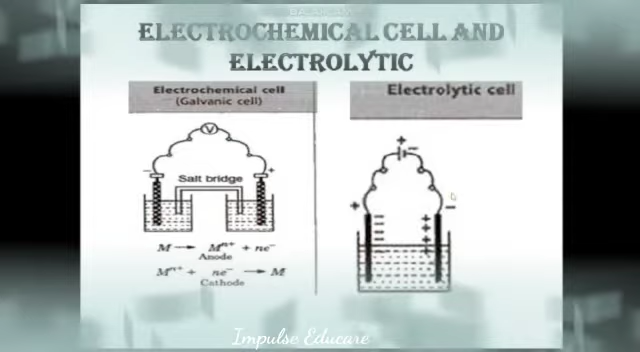 ELECTROCHEMICAL CELL AND
ELECTROLYTIC
Electrochemical cell
(Galvanic cell)
Electrolytic cell
V
+
−
−
+
Salt bridge
+
−
M → Mⁿ⁺ + ne⁻
Anode
Mⁿ⁺ + ne⁻ → M
Cathode
Impulse Educare